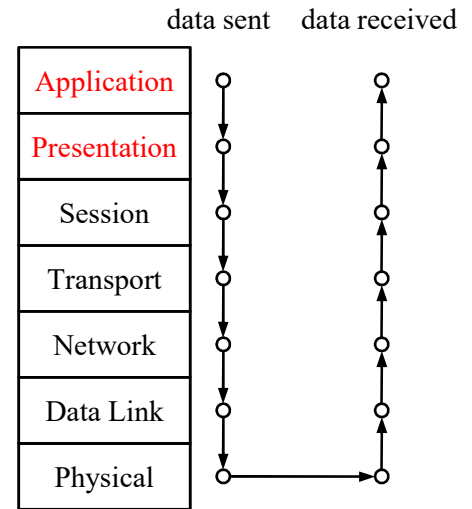 data sent data received
Application
Presentation
Session
Transport
Network
Data Link
Physical